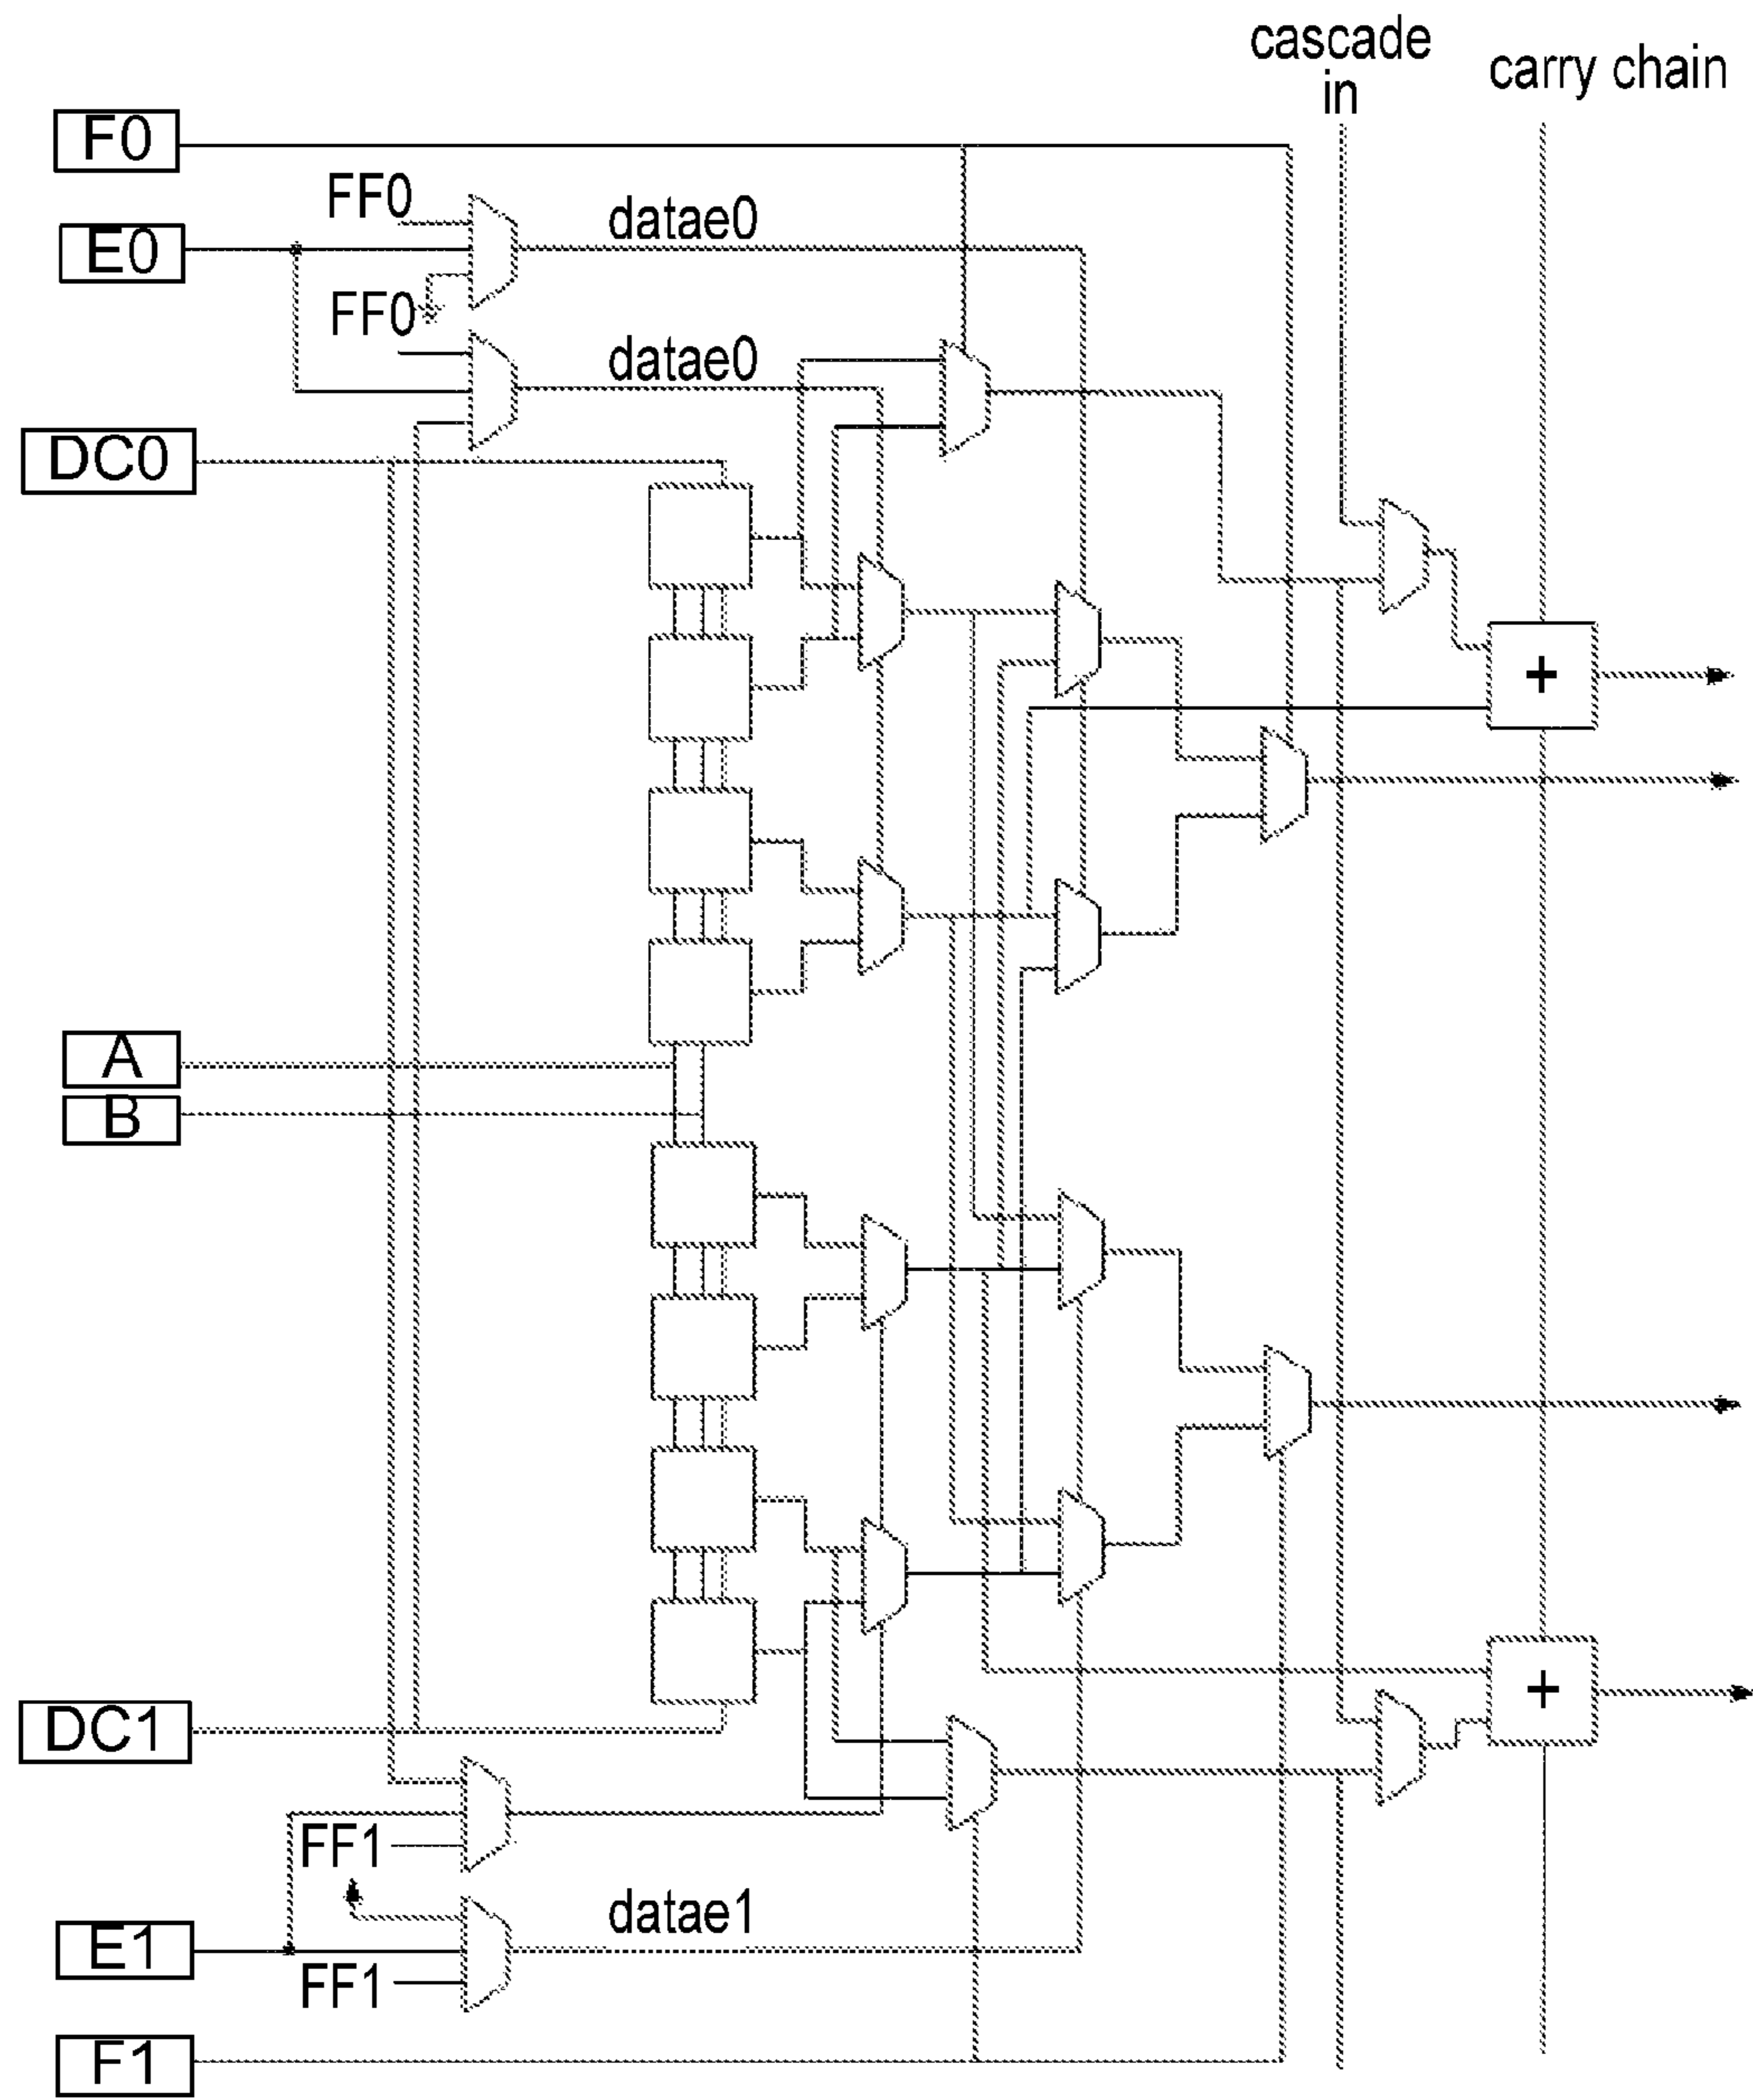 cascade
in
carry chain
F0
FF0
datae0
E0
FF0
datae0
DC0
+
A
B
+
DC1
FF1
datae1
E1
FF1
F1